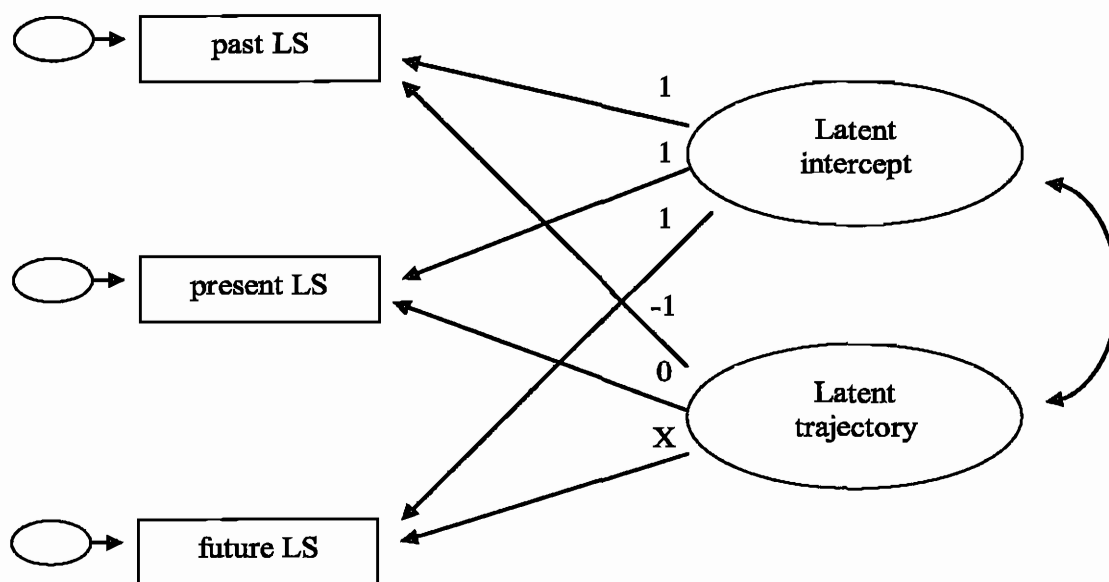 past LS
1
Latent
intercept
1
1
present LS
-1
0
Latent
trajectory
X
future LS